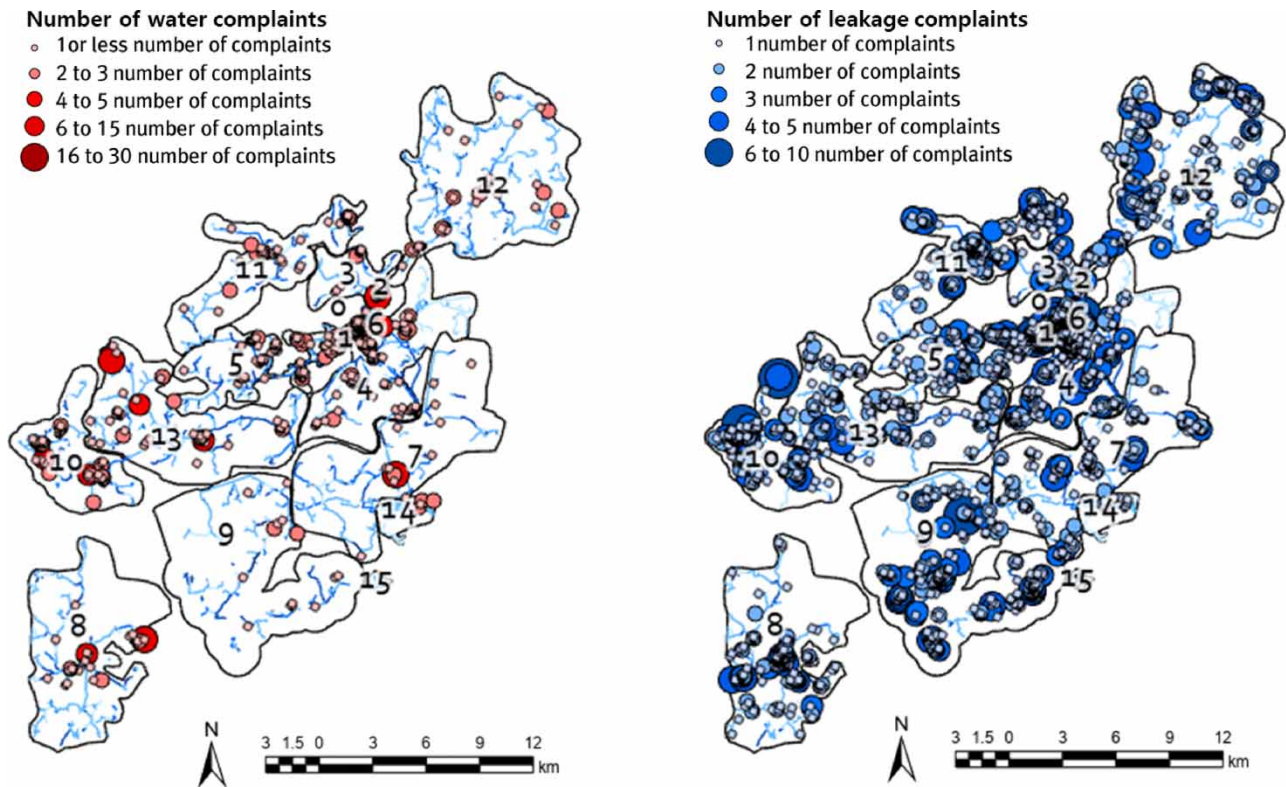 Number of water complaints
1or less number of complaints
2 to 3 number of complaints
4 to 5 number of complaints
6 to 15 number of complaints
16 to 30 number of complaints
12
11
3
2
0
6
1
5
4
13
10
7
14
9
15
8
N
3 1.5 0 3 6 9 12
km
Number of leakage complaints
1number of complaints
2 number of complaints
3 number of complaints
4 to 5 number of complaints
6 to 10 number of complaints
12
11
3
2
0
6
1
5
4
13
10
7
14
9
15
8
N
3 1.5 0 3 6 9 12
km